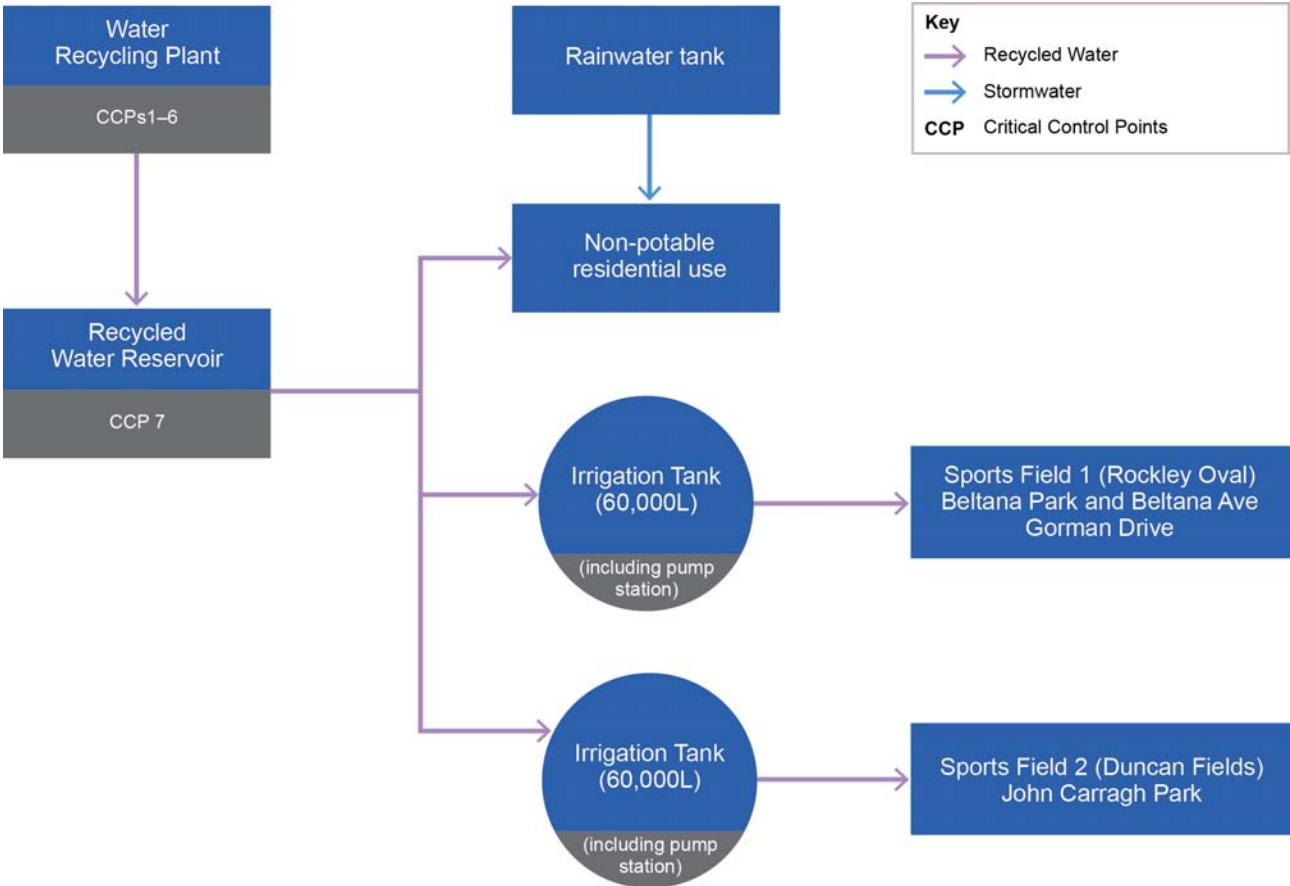 Water
Recycling Plant
CCPs1–6
Rainwater tank
Key
Recycled Water
Stormwater
CCP Critical Control Points
Non-potable
residential use
Recycled
Water Reservoir
CCP 7
Irrigation Tank
(60,000L)
(including pump
station)
Sports Field 1 (Rockley Oval)
Beltana Park and Beltana Ave
Gorman Drive
Irrigation Tank
(60,000L)
(including pump
station)
Sports Field 2 (Duncan Fields)
John Carragh Park